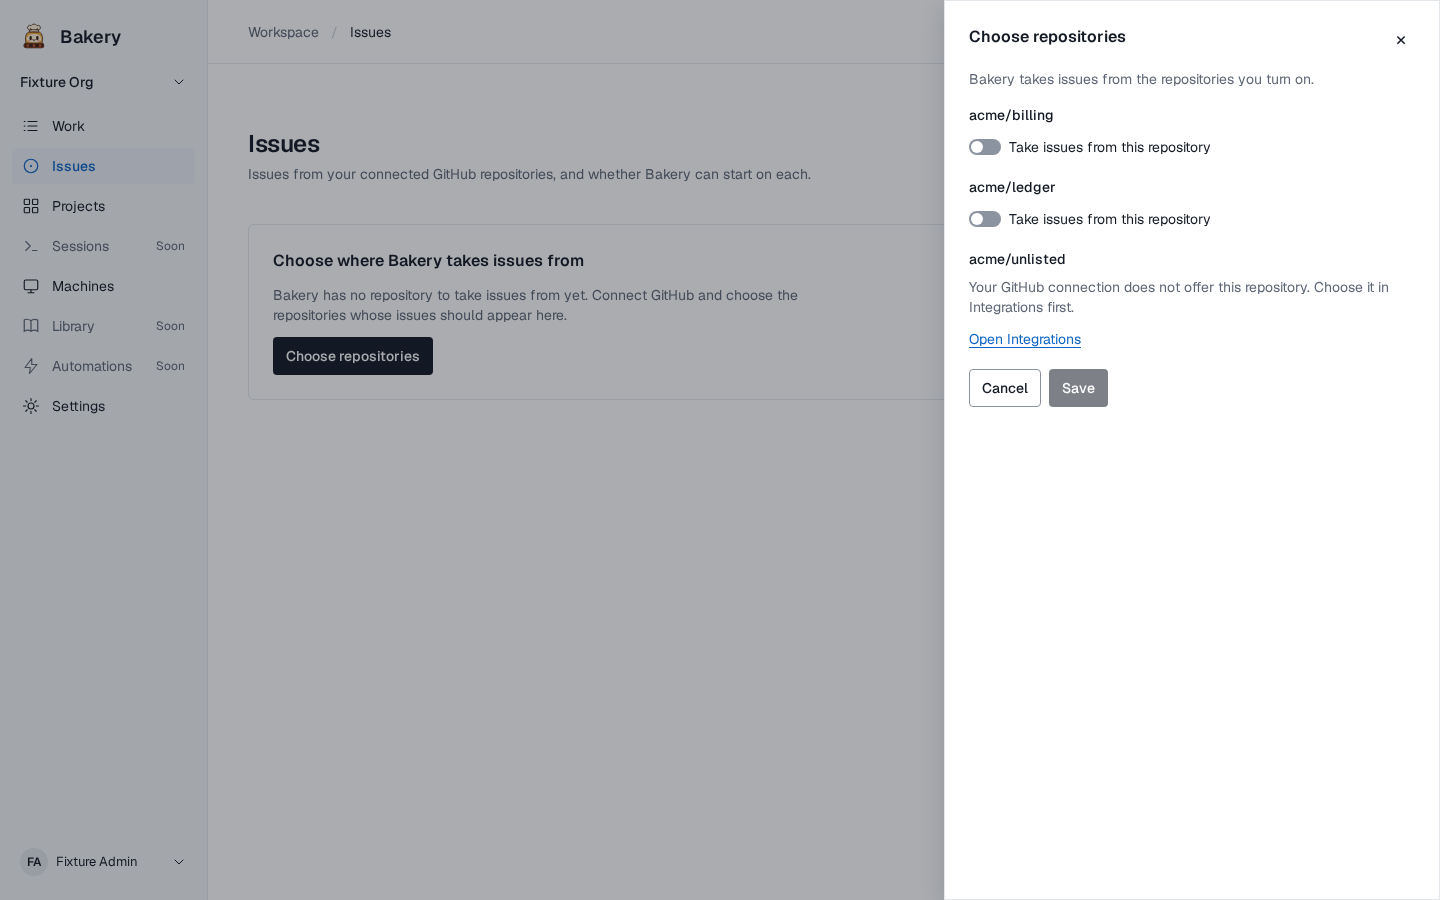 Bakery
Fixture Org
Work
Issues
Projects
Sessions Soon
Machines
Library Soon
Automations Soon
Settings
FA Fixture Admin
Workspace / Issues
Issues
Issues from your connected GitHub repositories, and whether Bakery can start on each.
Choose where Bakery takes issues from
Bakery has no repository to take issues from yet. Connect GitHub and choose the
repositories whose issues should appear here.
Choose repositories
Choose repositories
Bakery takes issues from the repositories you turn on.
acme/billing
Take issues from this repository
acme/ledger
Take issues from this repository
acme/unlisted
Your GitHub connection does not offer this repository. Choose it in
Integrations first.
Open Integrations
Cancel Save